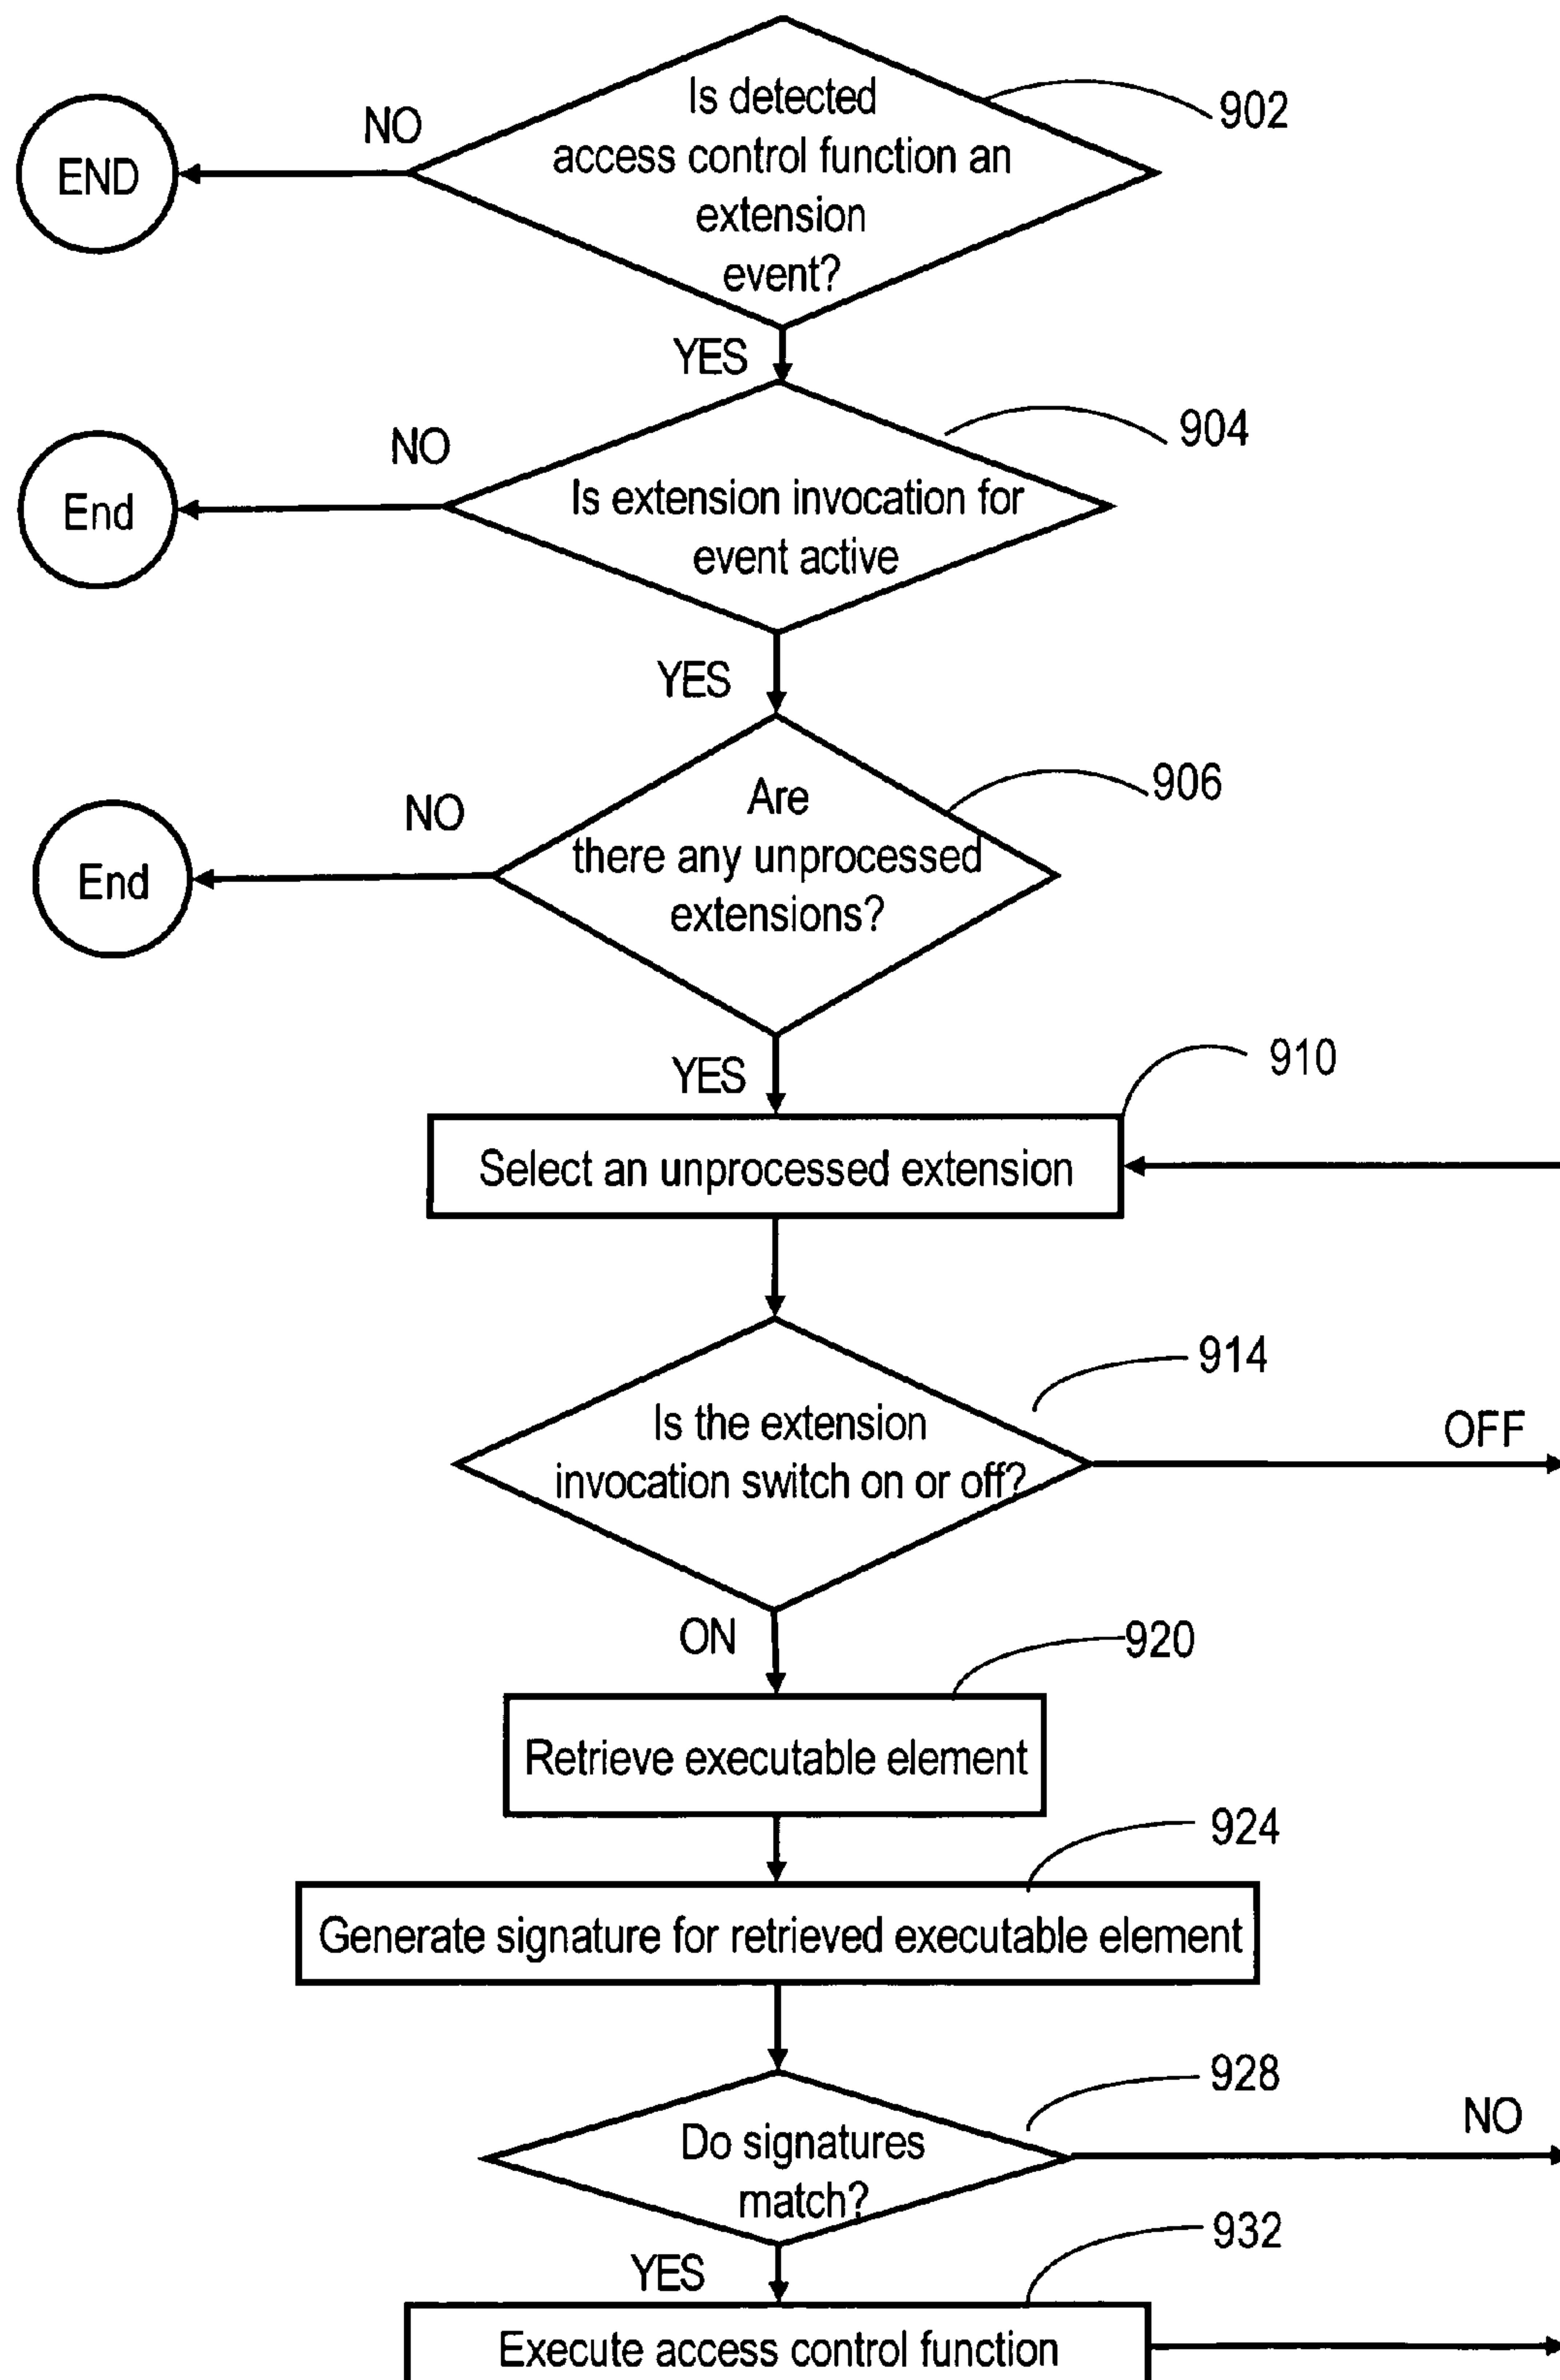 Is detected
access control function an
extension
event?
902
NO
END
YES
904
NO
End
Is extension invocation for
event active
YES
906
NO
End
Are
there any unprocessed
extensions?
YES
910
Select an unprocessed extension
914
Is the extension
invocation switch on or off?
OFF
ON
920
Retrieve executable element
924
Generate signature for retrieved executable element
928
Do signatures
match?
NO
932
YES
Execute access control function